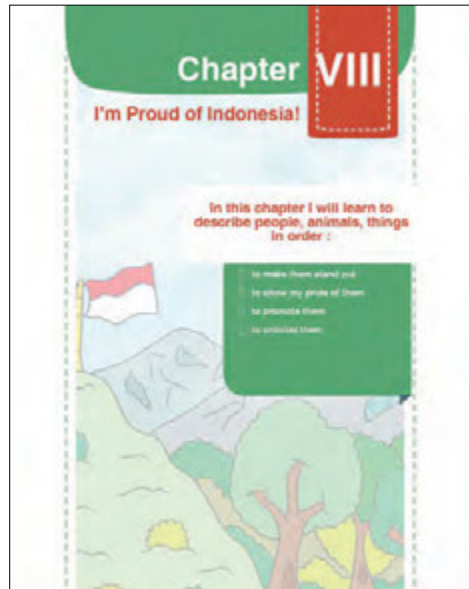 Chapter VIII
I'm Proud of Indonesia!
In this chapter I will learn to
describe people, animals, things
in order :
to make them stand out
to show my pride of them
to promote them
to criticize them